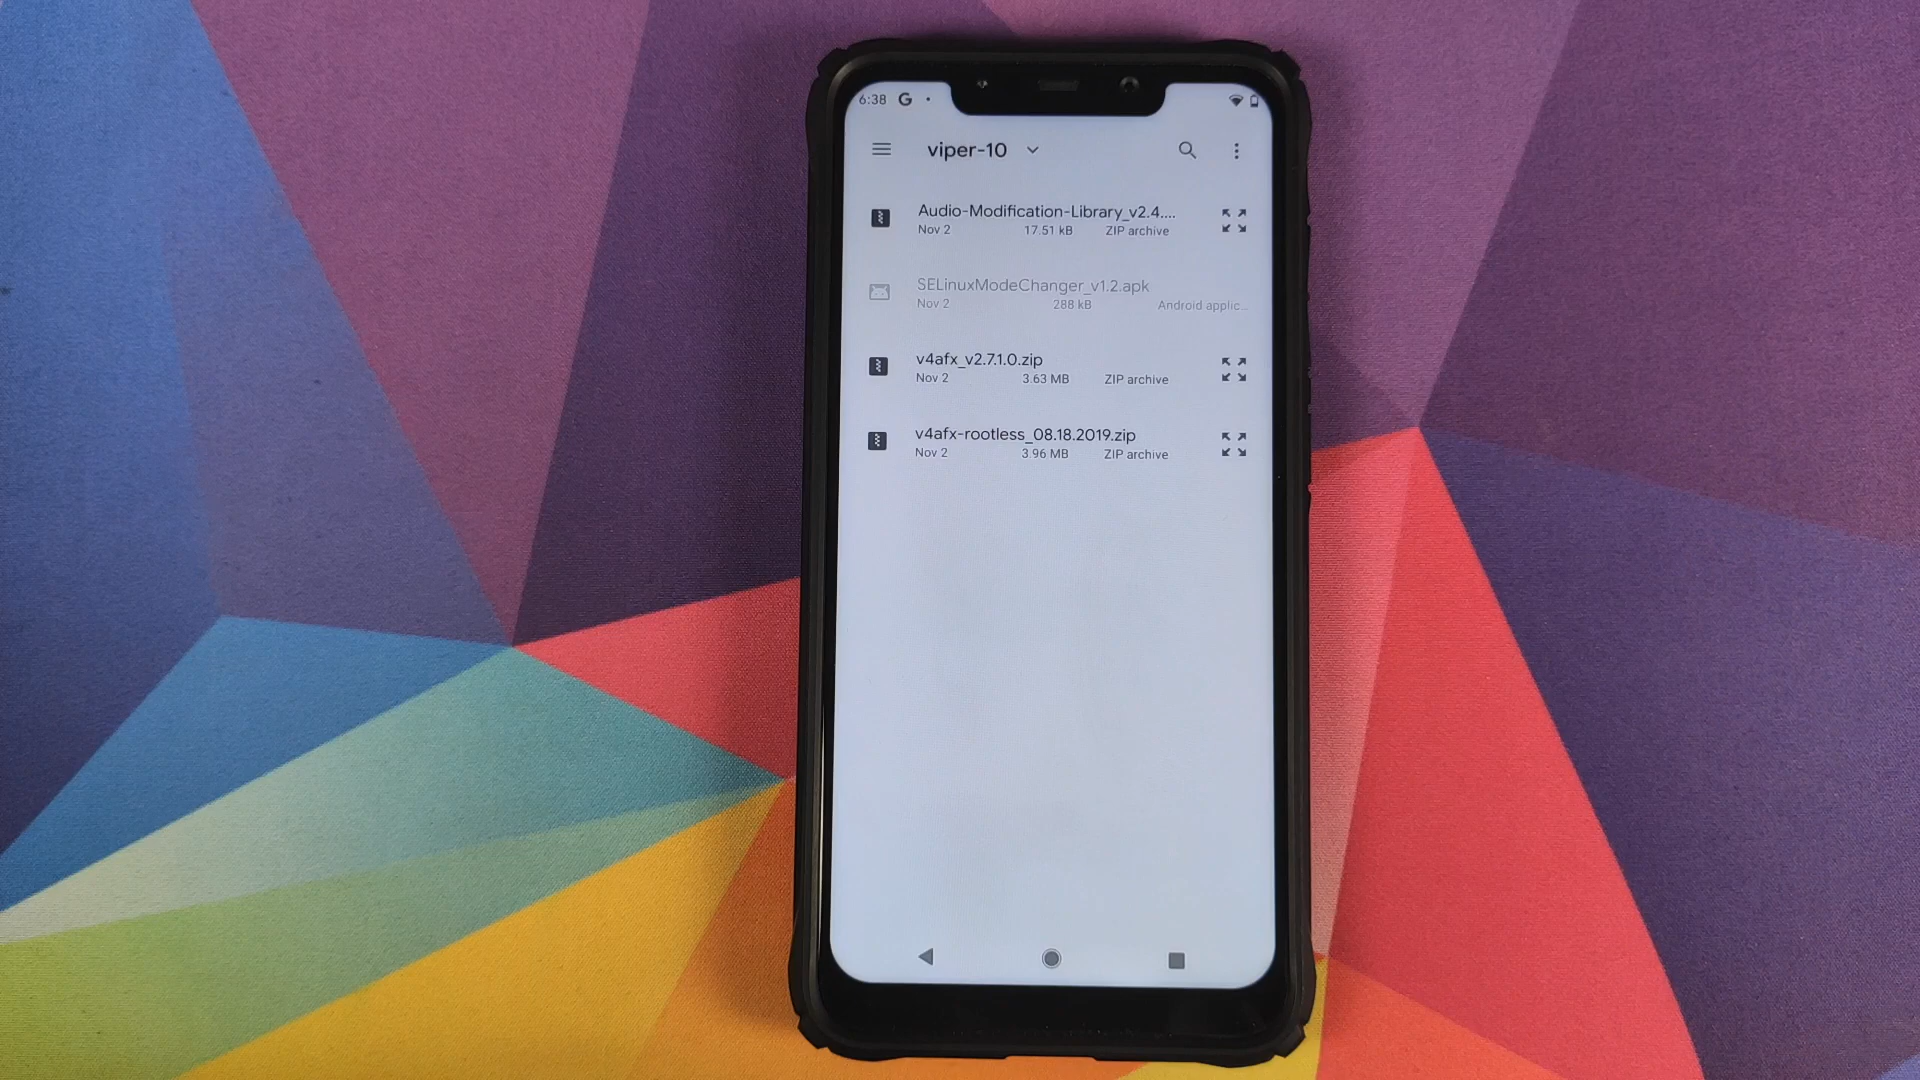 6:38 G
viper-10
Audio-Modification-Library_v2.4....
Nov 2 17.51 kB ZIP archive
SELinuxModeChanger_v1.2.apk
Nov 2 288 kB Android applic...
v4afx_v2.7.1.0.zip
Nov 2 3.63 MB ZIP archive
v4afx-rootless_08.18.2019.zip
Nov 2 3.96 MB ZIP archive